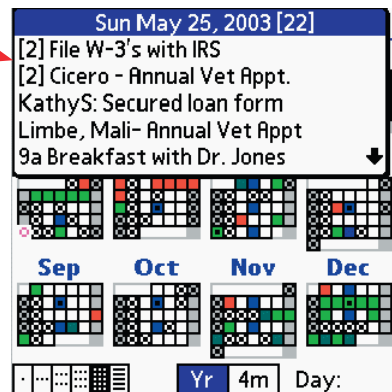 Sun May 25, 2003 [22]
[2] File W-3's with IRS
[2] Cicero - Annual Vet Appt.
KathyS: Secured loan form
Limbe, Mali- Annual Vet Appt
9a Breakfast with Dr. Jones
Sep Oct Nov Dec
Yr 4m Day: